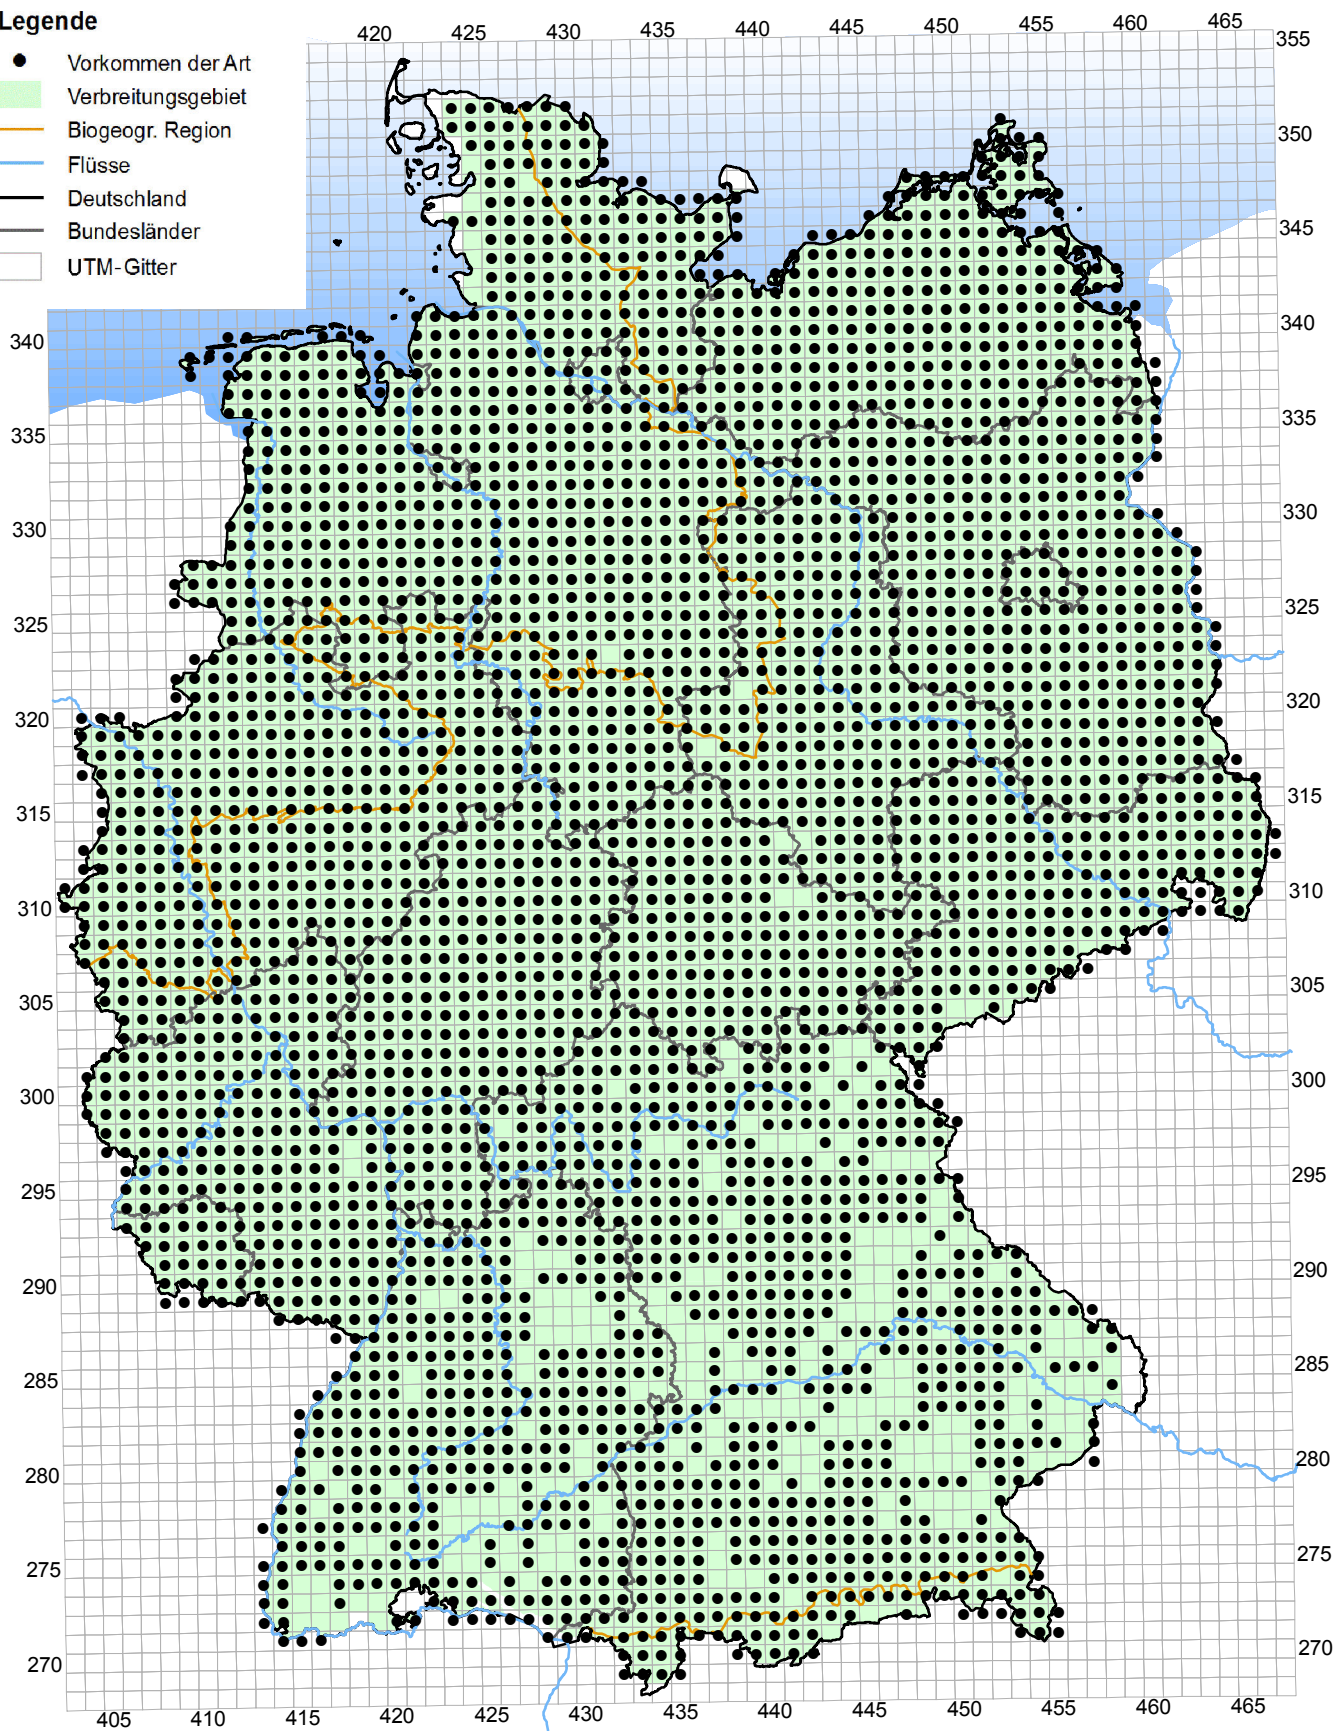 Legende
Vorkommen der Art
Verbreitungsgebiet
Biogeogr. Region
Flüsse
Deutschland
Bundesländer
UTM-Gitter
420 425 430 435 440 445 450 455 460 465
355
350
345
340 340
335 335
330 330
325 325
320 320
315 315
310 310
305 305
300 300
295 295
290 290
285 285
280 280
275 275
270 270
405 410 415 420 425 430 435 440 445 450 455 460 465